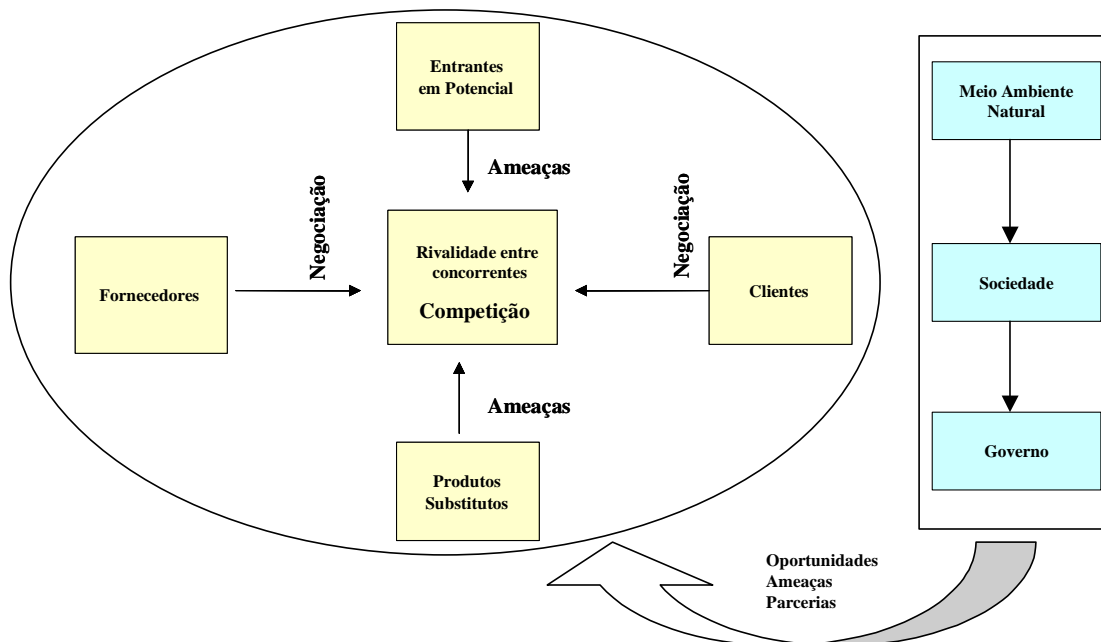 Entrantes
em Potencial
Ameaças
Negociação
Negociação
Fornecedores
Rivalidade entre
concorrentes
Competição
Clientes
Ameaças
Produtos
Substitutos
Meio Ambiente
Natural
Sociedade
Governo
Oportunidades
Ameaças
Parcerias